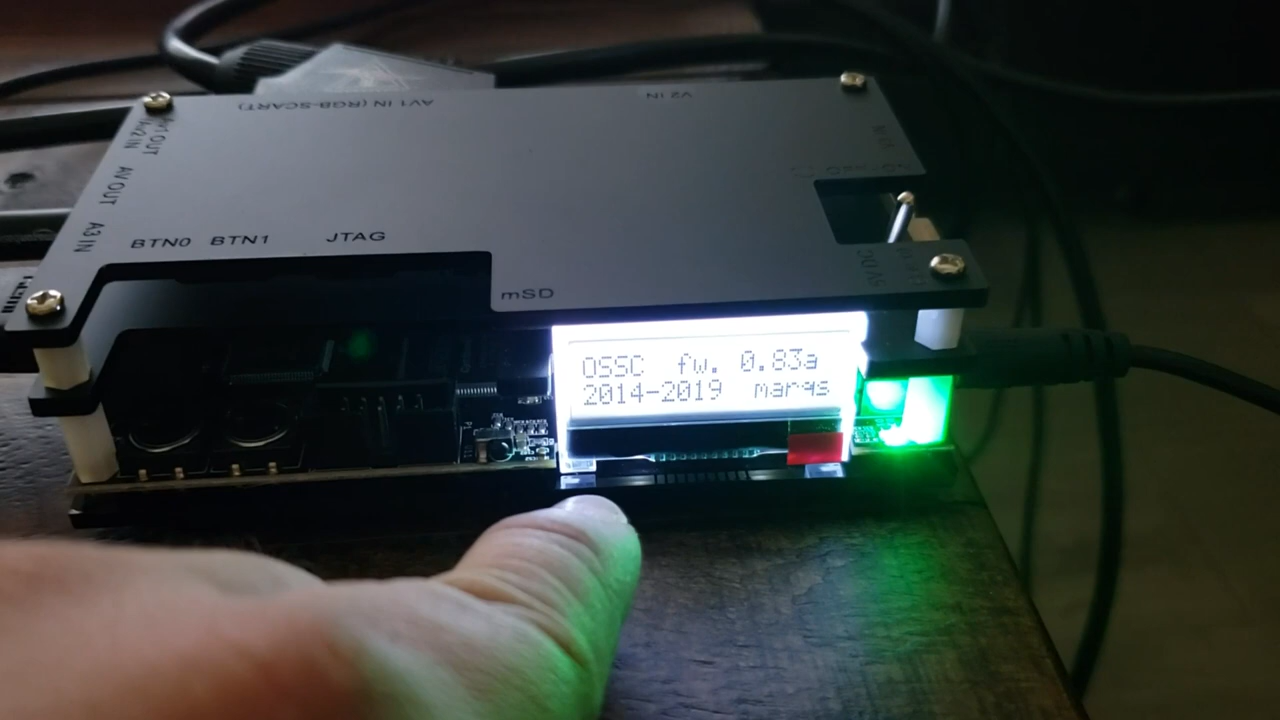 AV1 IN (RGB-SCART)
V2 IN
AV1 OUT
AV2 IN
AV OUT
A3 IN
BTN0 BTN1 JTAG
mSD
OSSC fw. 0.83a
2014-2019 marqs